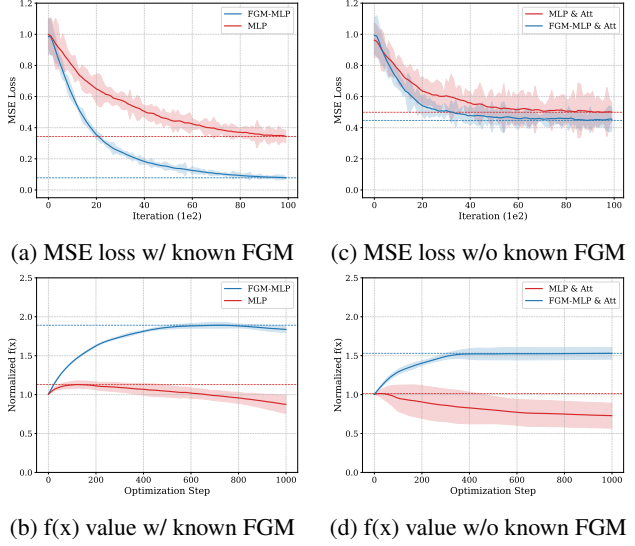 1.2
1.0
0.8
0.6
0.4
0.2
0.0
MSE Loss
FGM-MLP
MLP
0 20 40 60 80 100
Iteration (1e2)
(a) MSE loss w/ known FGM
1.2
1.0
0.8
0.6
0.4
0.2
0.0
MSE Loss
MLP & Att
FGM-MLP & Att
0 20 40 60 80 100
Iteration (1e2)
(c) MSE loss w/o known FGM
2.5
2.0
1.5
1.0
0.5
0.0
Normalized f(x)
FGM-MLP
MLP
0 200 400 600 800 1000
Optimization Step
(b) f(x) value w/ known FGM
2.5
2.0
1.5
1.0
0.5
0.0
Normalized f(x)
MLP & Att
FGM-MLP & Att
0 200 400 600 800 1000
Optimization Step
(d) f(x) value w/o known FGM